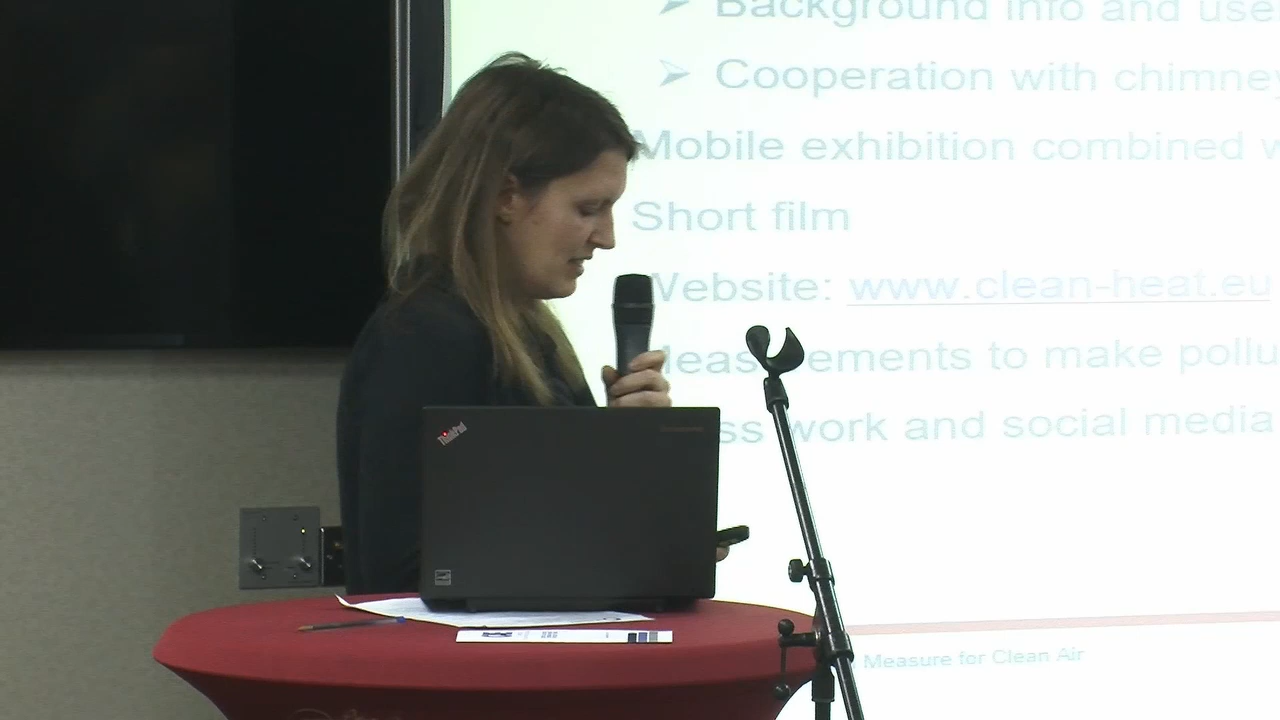 Background info and use
Cooperation with chimney
Mobile exhibition combined w
Short film
Website: www.clean-heat.eu
Measurements to make pollu
ss work and social media
Measure for Clean Air
ThinkPad